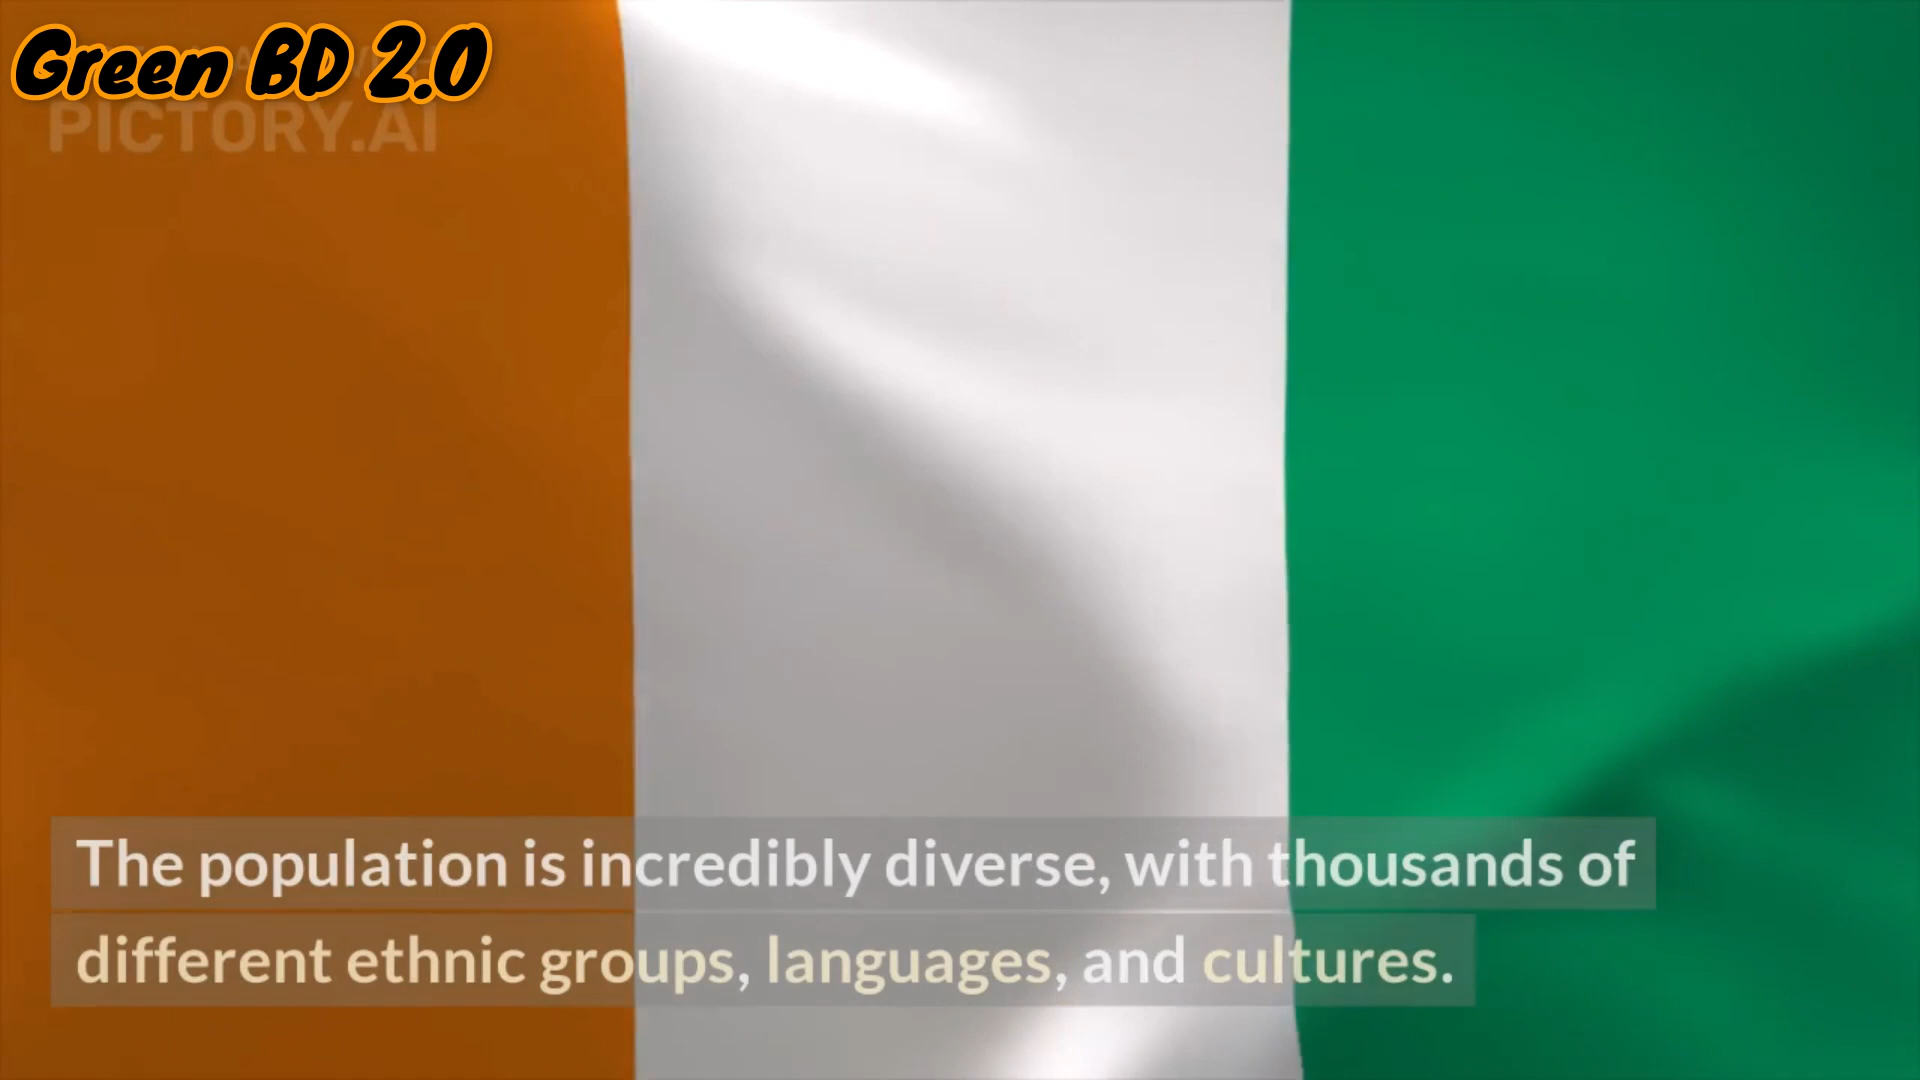 Green BD 2.0
PICTORY.AI
The population is incredibly diverse, with thousands of
different ethnic groups, languages, and cultures.